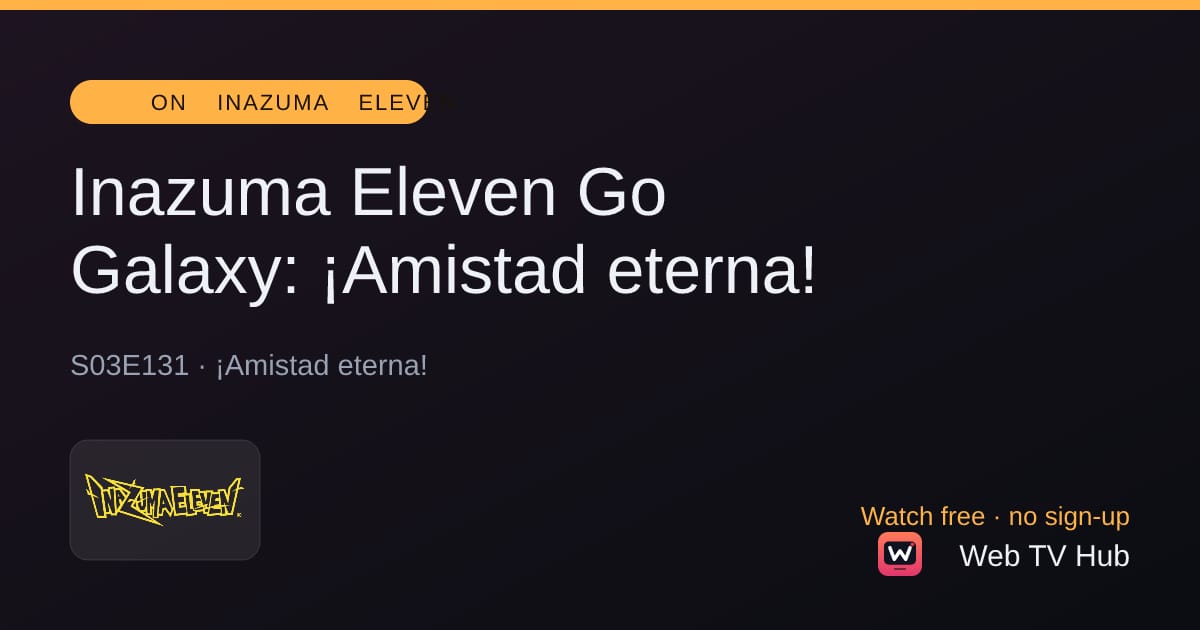 ON INAZUMA ELEVEN
Inazuma Eleven Go
Galaxy: ¡Amistad eterna!
S03E131 · ¡Amistad eterna!
INAZUMA ELEVEN
Watch free · no sign-up
W
Web TV Hub